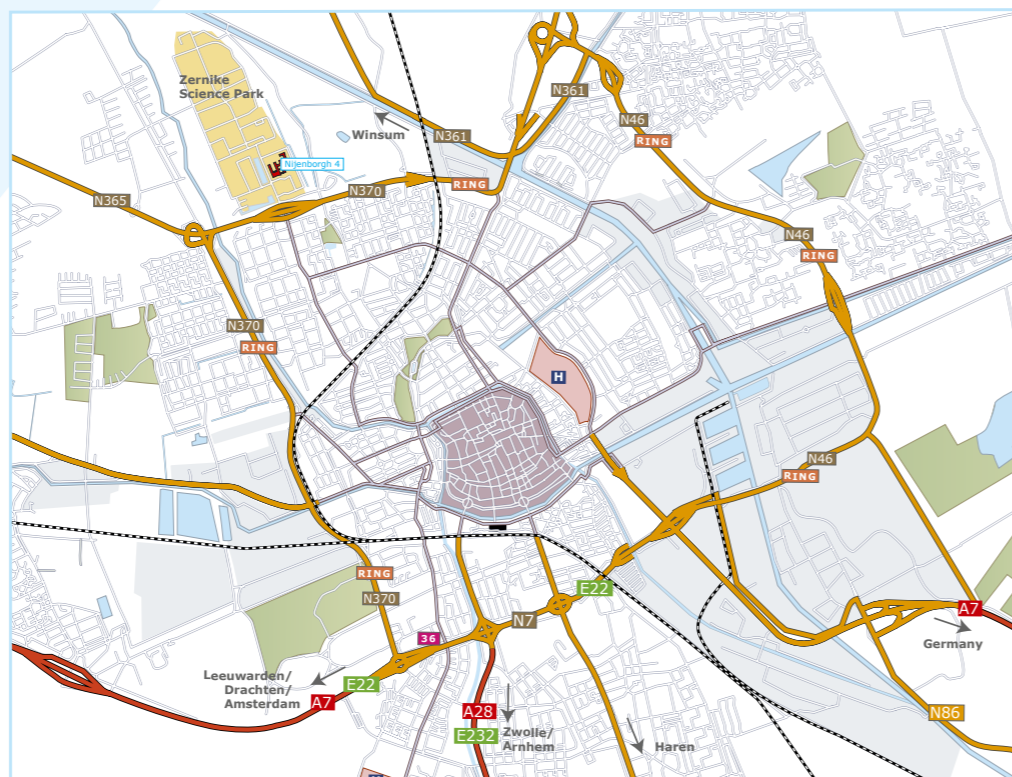 Zernike
Science Park
Nijenborgh 4
Winsum
N361
N361
N46
RING
N370
RING
N365
N46
RING
N370
RING
H
N46
RING
RING
N370
E22
N7
36
A7
Germany
Leeuwarden/
Drachten/
Amsterdam
E22
A7
A28
E232
Zwolle/
Arnhem
Haren
N86